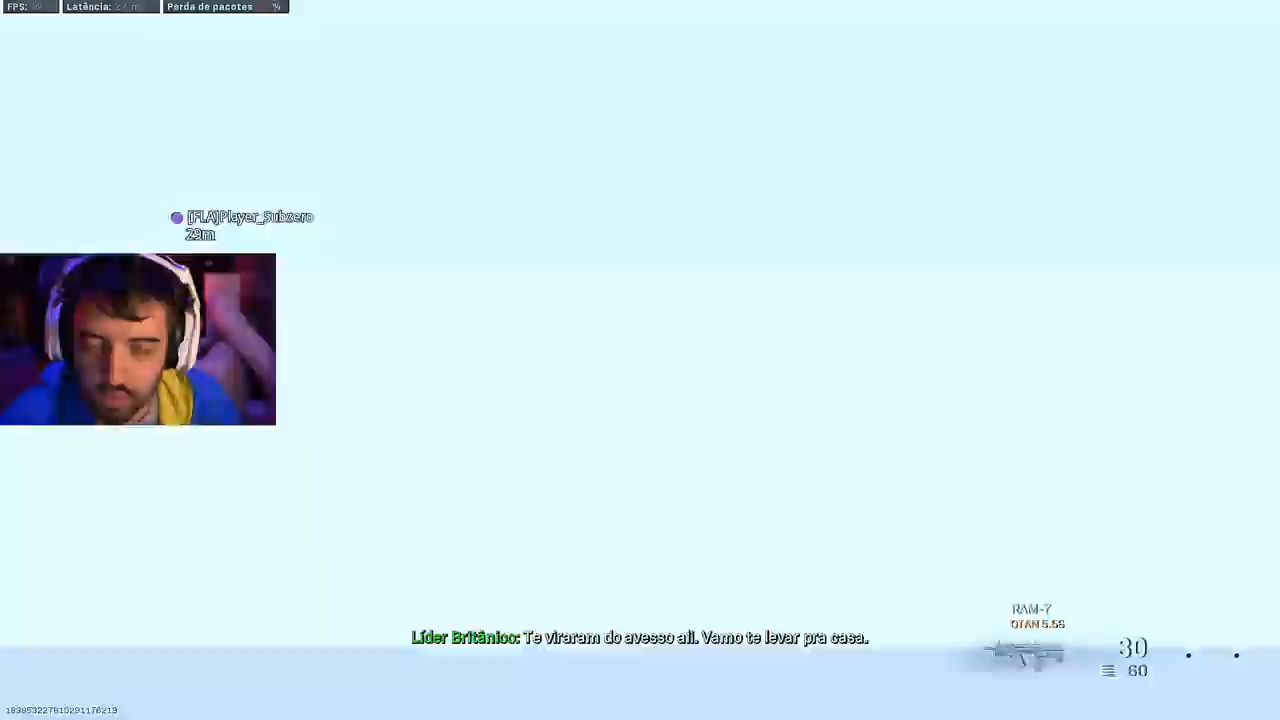 FPS:
Latência:
Perda de pacotes
[FLA]Player_Subzero
29m
RAM-7
OTAN 5.56
Líder Britânico: Te viraram do avesso ali. Vamo te levar pra casa.
30
60